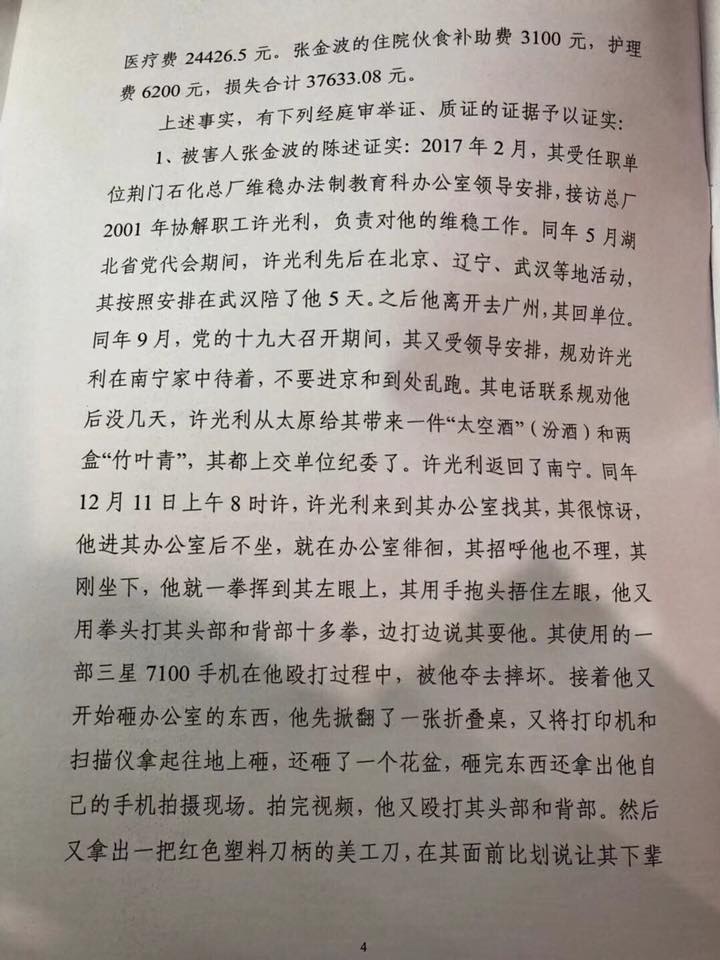 医疗费 24426.5 元。张金波的住院伙食补助费 3100 元，护理
费 6200 元，损失合计 37633.08 元。
上述事实，有下列经庭审举证、质证的证据予以证实：
1、被害人张金波的陈述证实：2017 年 2 月，其受任职单
位荆门石化总厂维稳办法制教育科办公室领导安排，接访总厂
2001 年协解职工许光利，负责对他的维稳工作。同年 5 月湖
北省党代会期间，许光利先后在北京、辽宁、武汉等地活动，
其按照安排在武汉陪了他 5 天。之后他离开去广州，其回单位。
同年 9 月，党的十九大召开期间，其又受领导安排，规劝许光
利在南宁家中待着，不要进京和到处乱跑。其电话联系规劝他
后没几天，许光利从太原给其带来一件“太空酒”（汾酒）和两
盒“竹叶青”，其都上交单位纪委了。许光利返回了南宁。同年
12 月 11 日上午 8 时许，许光利来到其办公室找其，其很惊讶，
他进其办公室后不坐，就在办公室徘徊，其招呼他也不理，其
刚坐下，他就一拳挥到其左眼上，其用手抱头捂住左眼，他又
用拳头打其头部和背部十多拳，边打边说其耍他。其使用的一
部三星 7100 手机在他殴打过程中，被他夺去摔坏。接着他又
开始砸办公室的东西，他先掀翻了一张折叠桌，又将打印机和
扫描仪拿起往地上砸，还砸了一个花盆，砸完东西还拿出他自
己的手机拍摄现场。拍完视频，他又殴打其头部和背部。然后
又拿出一把红色塑料刀柄的美工刀，在其面前比划说让其下辈
4